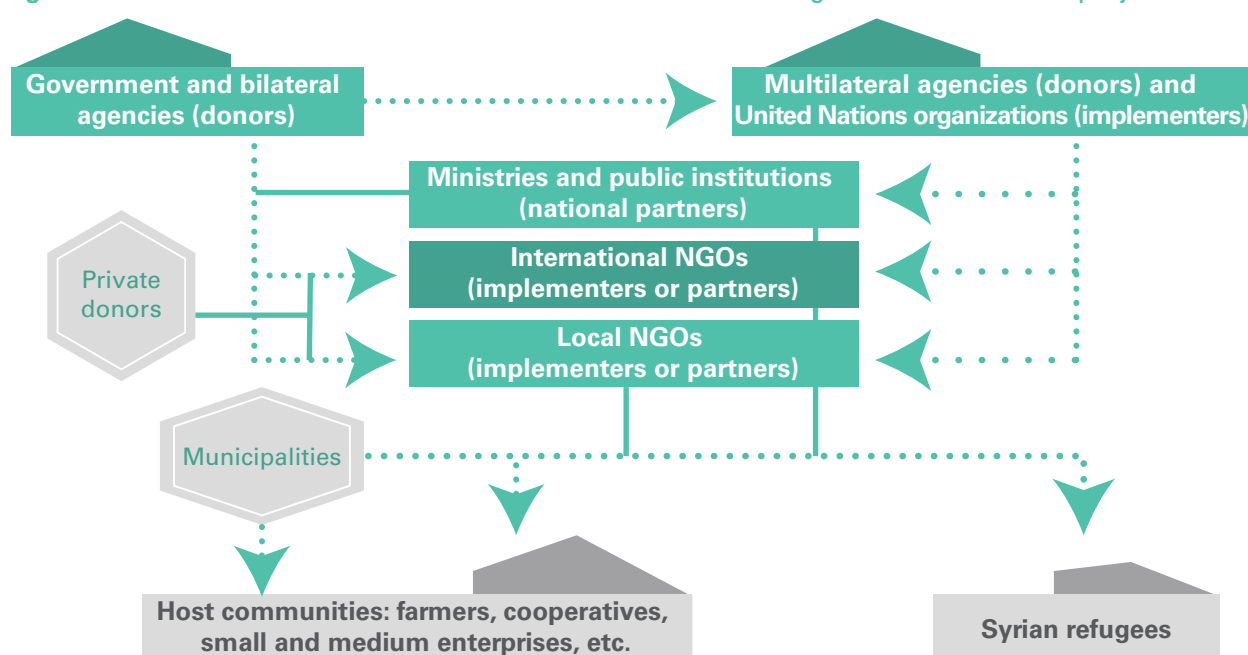 Government and bilateral
agencies (donors)
Multilateral agencies (donors) and
United Nations organizations (implementers)
Ministries and public institutions
(national partners)
International NGOs
(implementers or partners)
Private
donors
Local NGOs
(implementers or partners)
Municipalities
Host communities: farmers, cooperatives,
small and medium enterprises, etc.
Syrian refugees